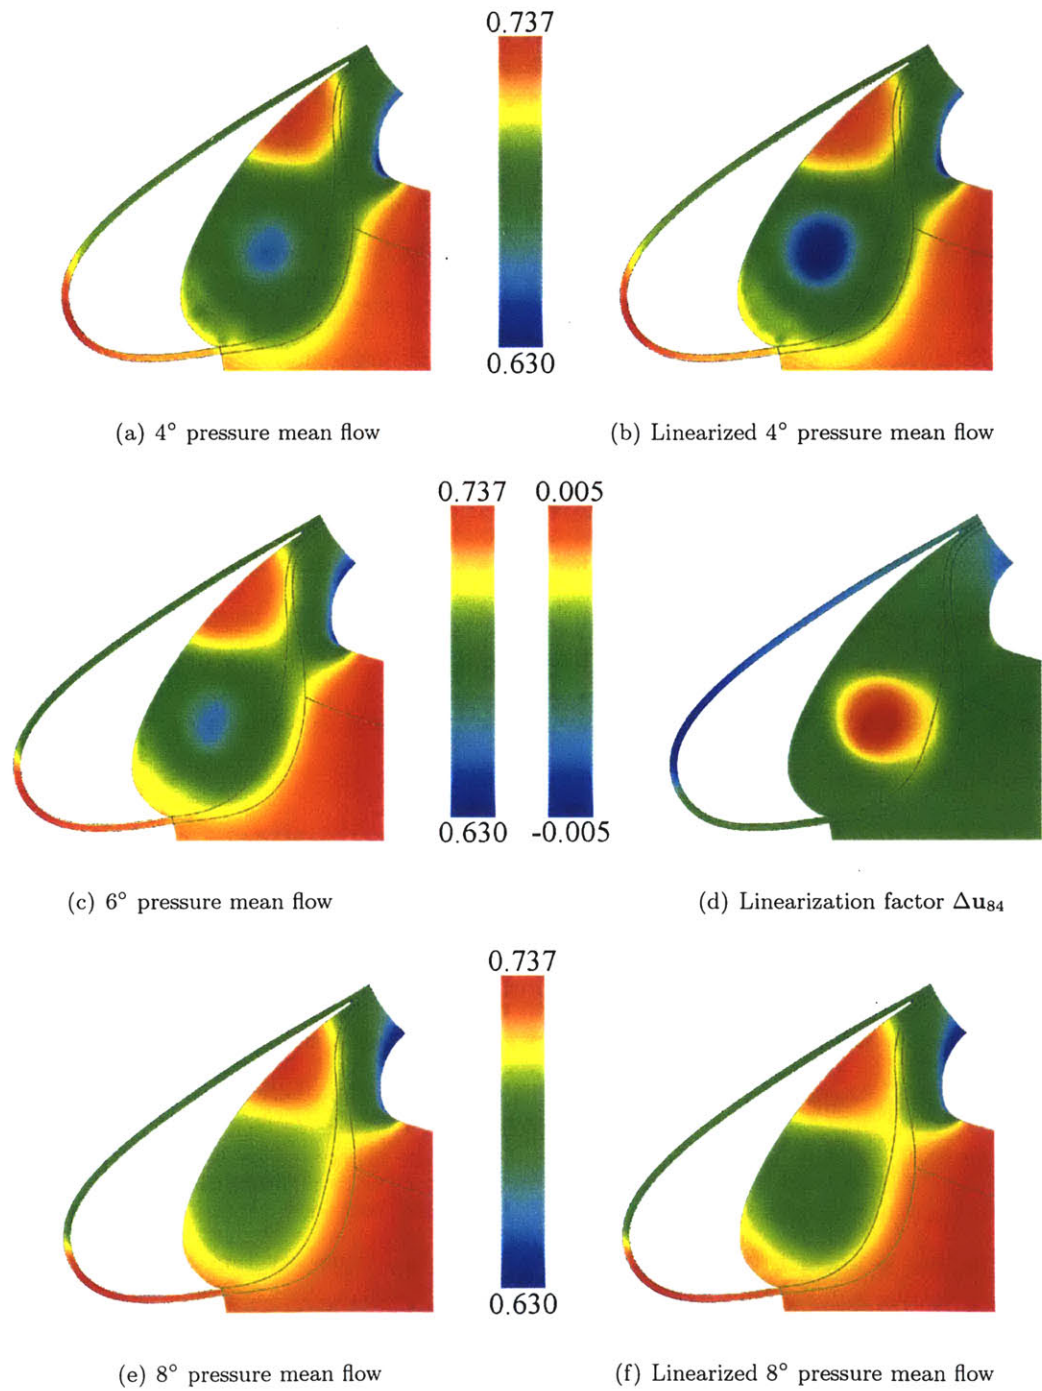 0.737
0.630
(a) 4° pressure mean flow
(b) Linearized 4° pressure mean flow
0.737 0.005
0.630 -0.005
(c) 6° pressure mean flow
(d) Linearization factor Δu₈₄
0.737
0.630
(e) 8° pressure mean flow
(f) Linearized 8° pressure mean flow